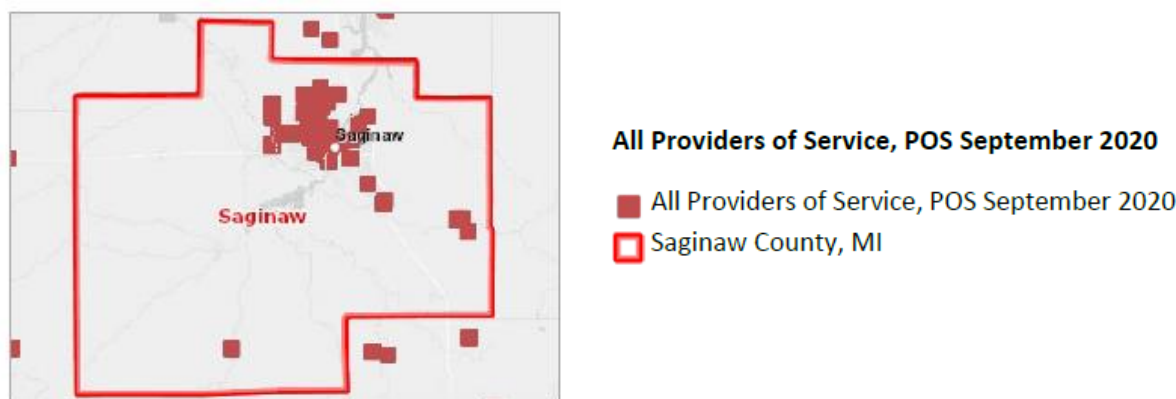 Saginaw
Saginaw
All Providers of Service, POS September 2020
All Providers of Service, POS September 2020
Saginaw County, MI